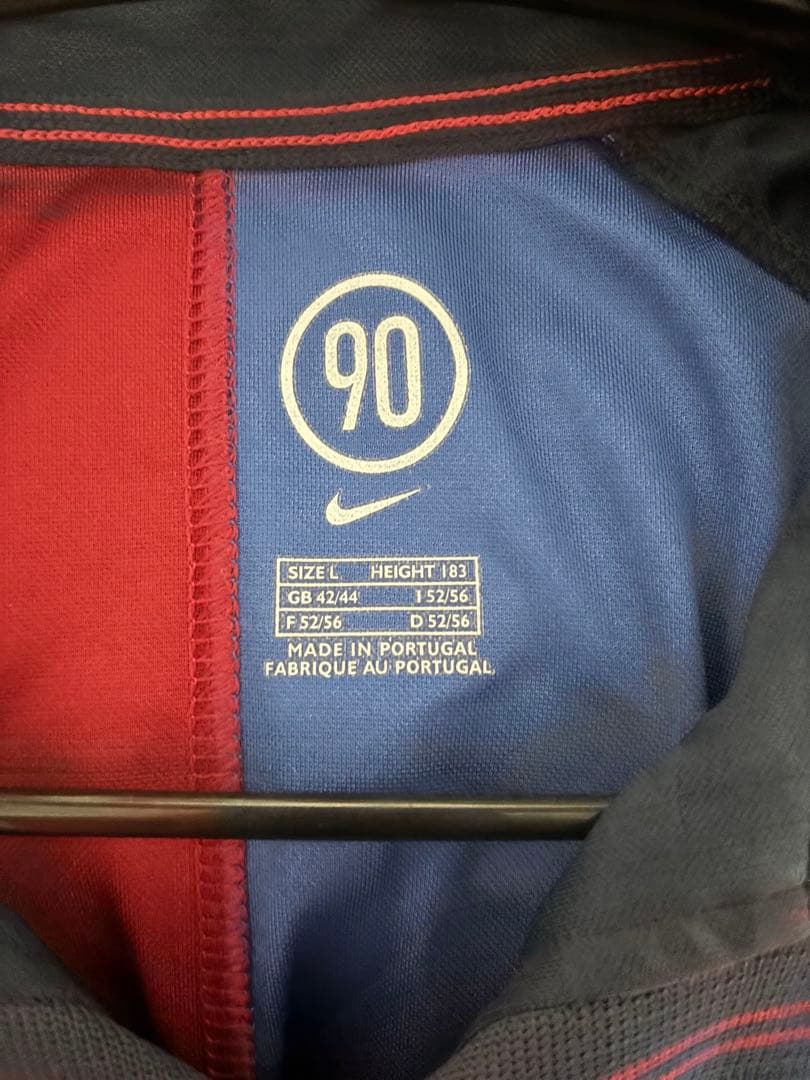 90
SIZE L HEIGHT 183
GB 42/44 I 52/56
F 52/56 D 52/56
MADE IN PORTUGAL
FABRIQUE AU PORTUGAL